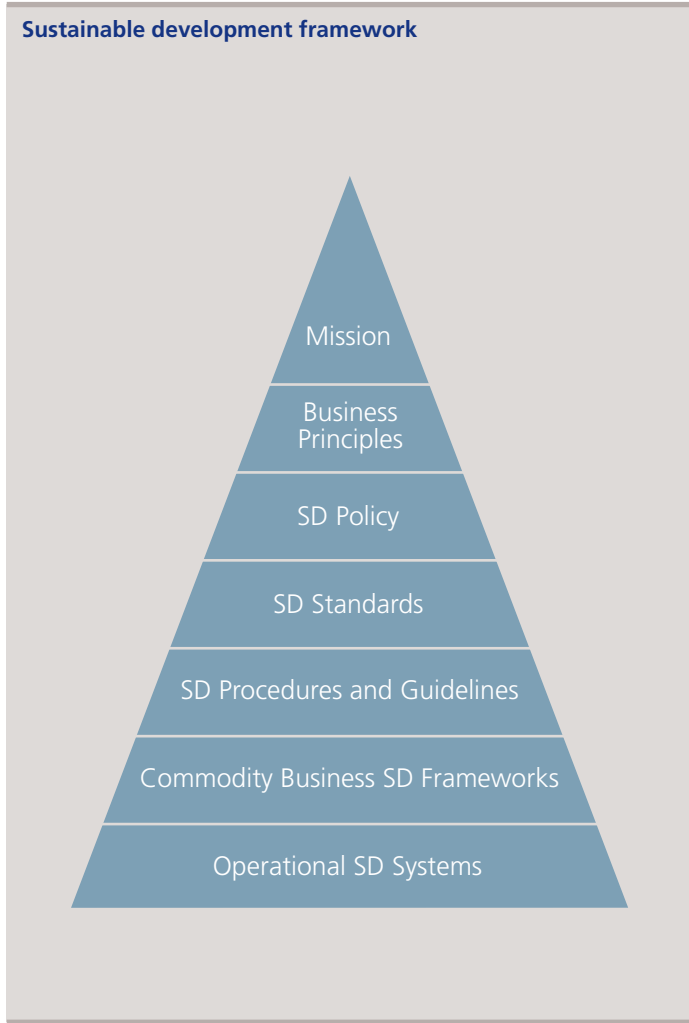 Sustainable development framework
Mission
Business
Principles
SD Policy
SD Standards
SD Procedures and Guidelines
Commodity Business SD Frameworks
Operational SD Systems